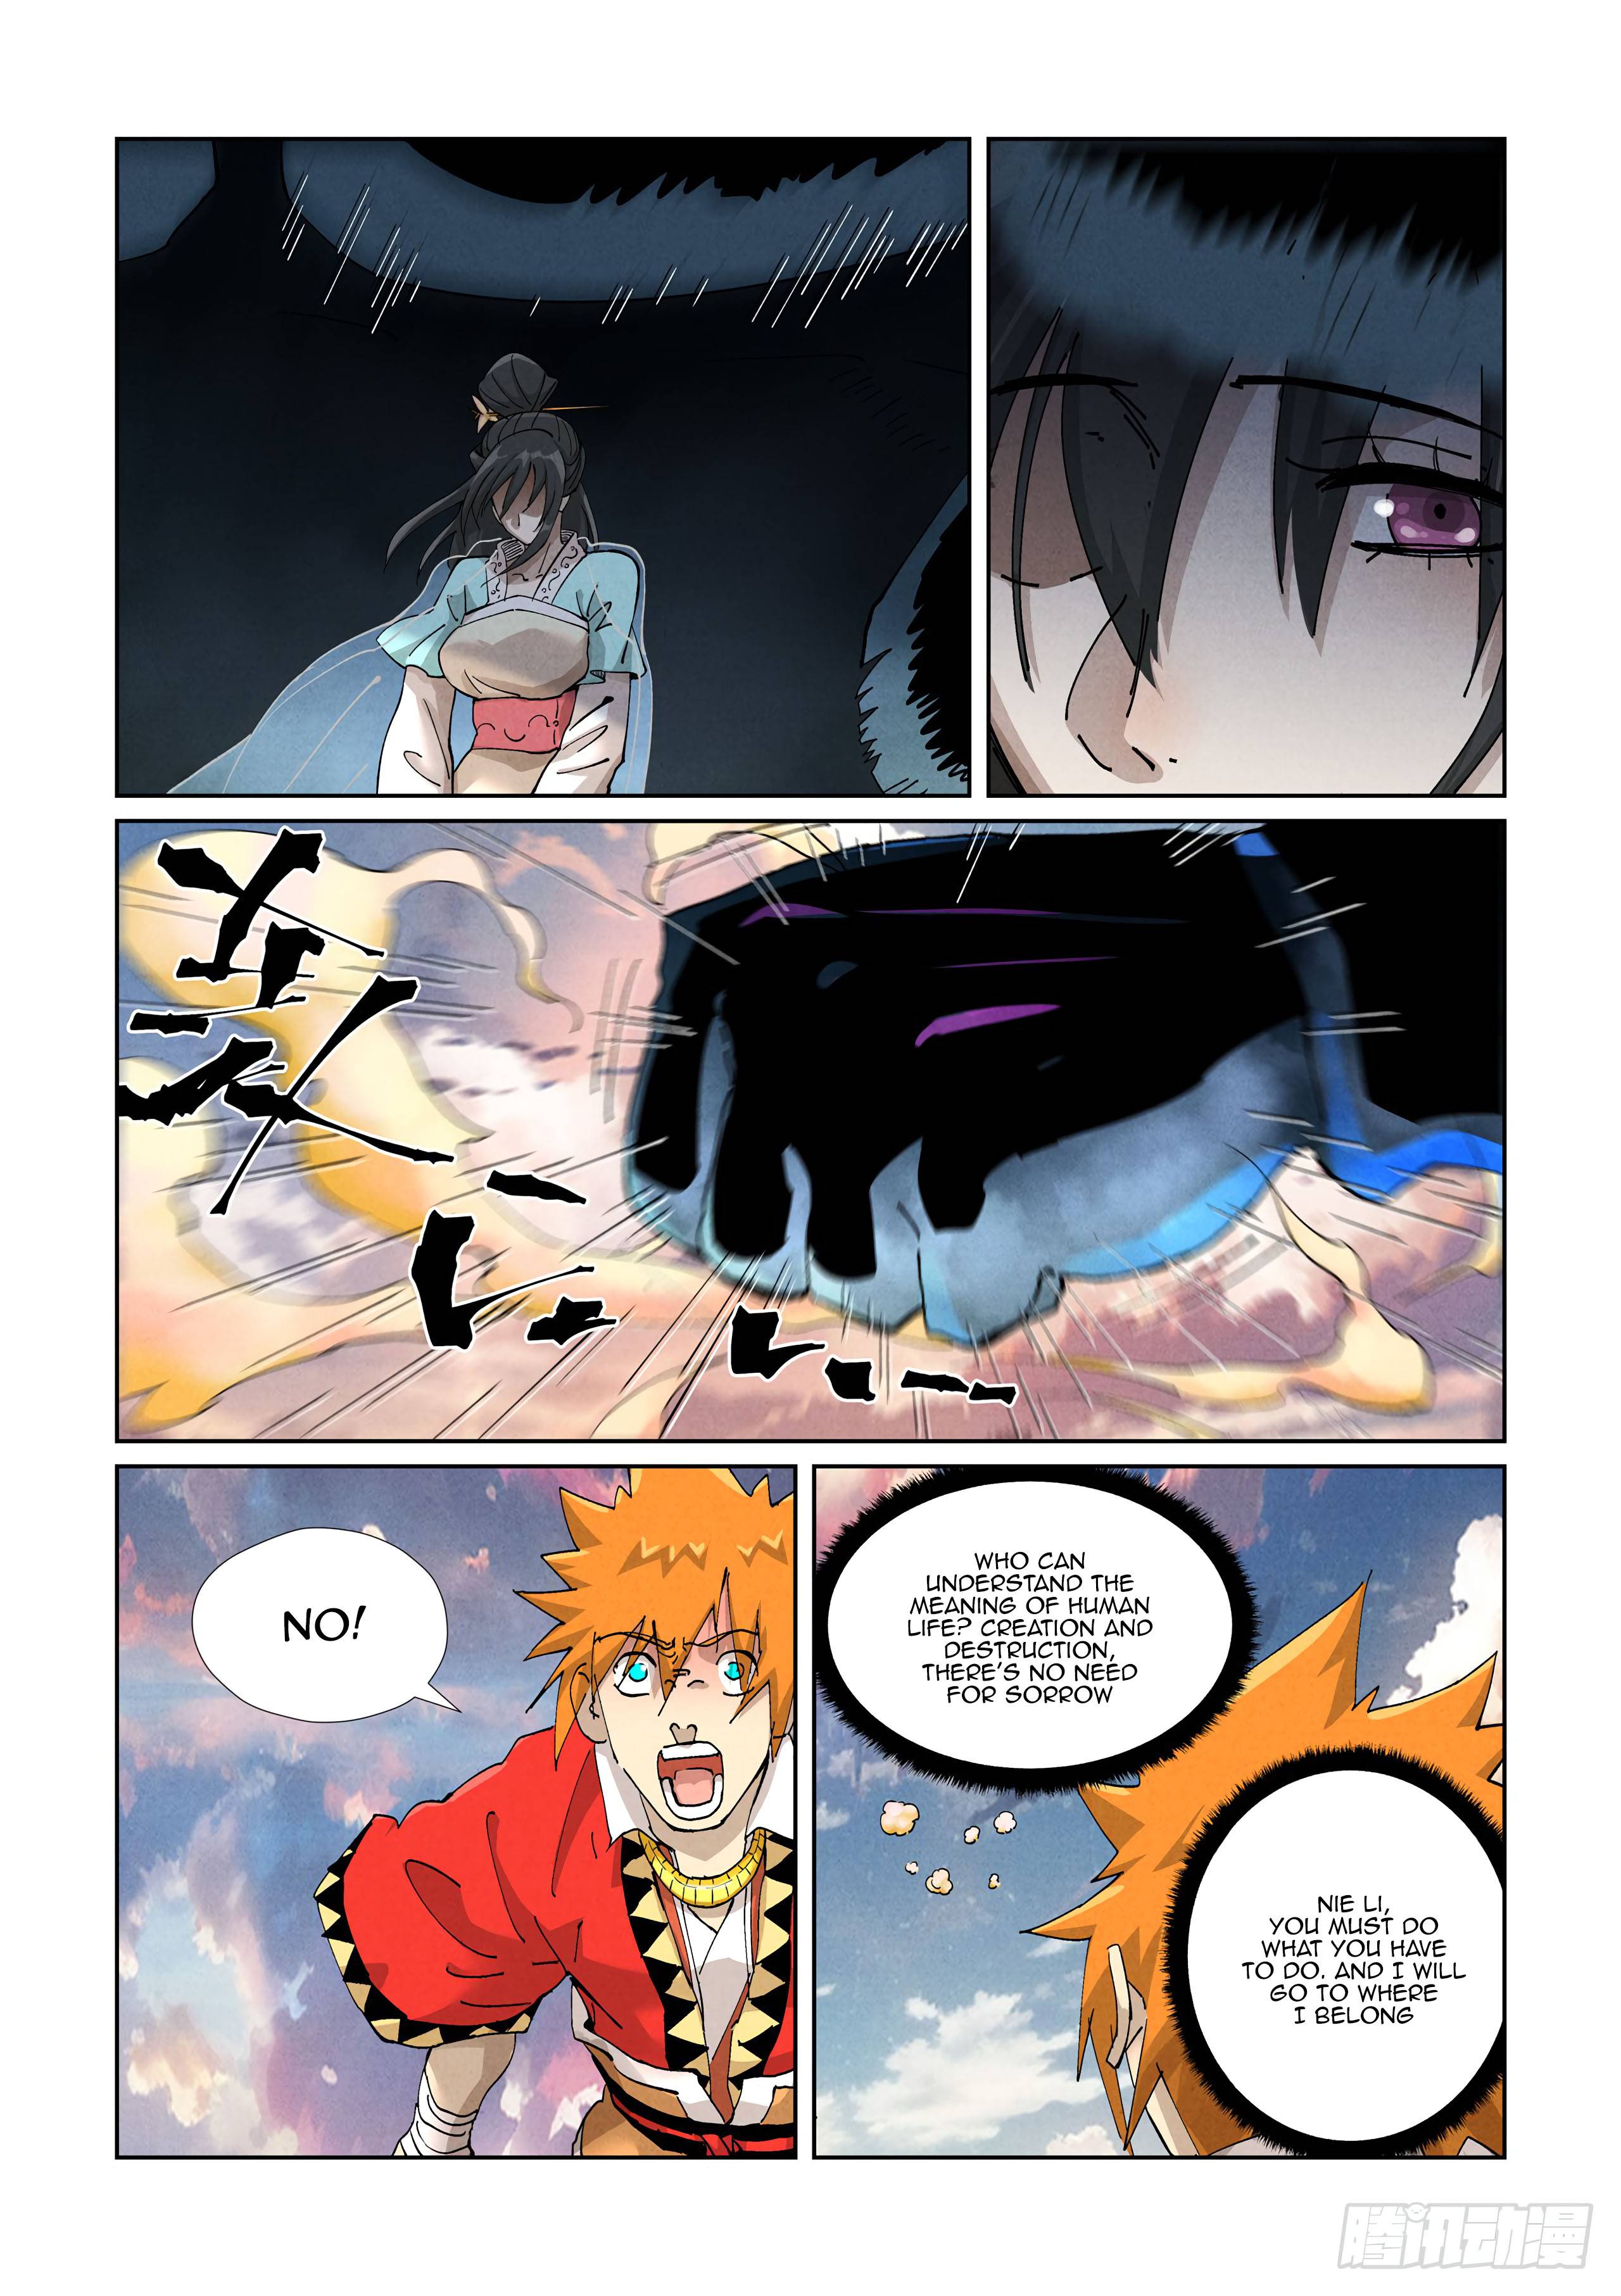 轰
NO!
WHO CAN
UNDERSTAND THE
MEANING OF HUMAN
LIFE? CREATION AND
DESTRUCTION,
THERE'S NO NEED
FOR SORROW
NIE LI,
YOU MUST DO
WHAT YOU HAVE
TO DO. AND I WILL
GO TO WHERE
I BELONG
腾讯动漫